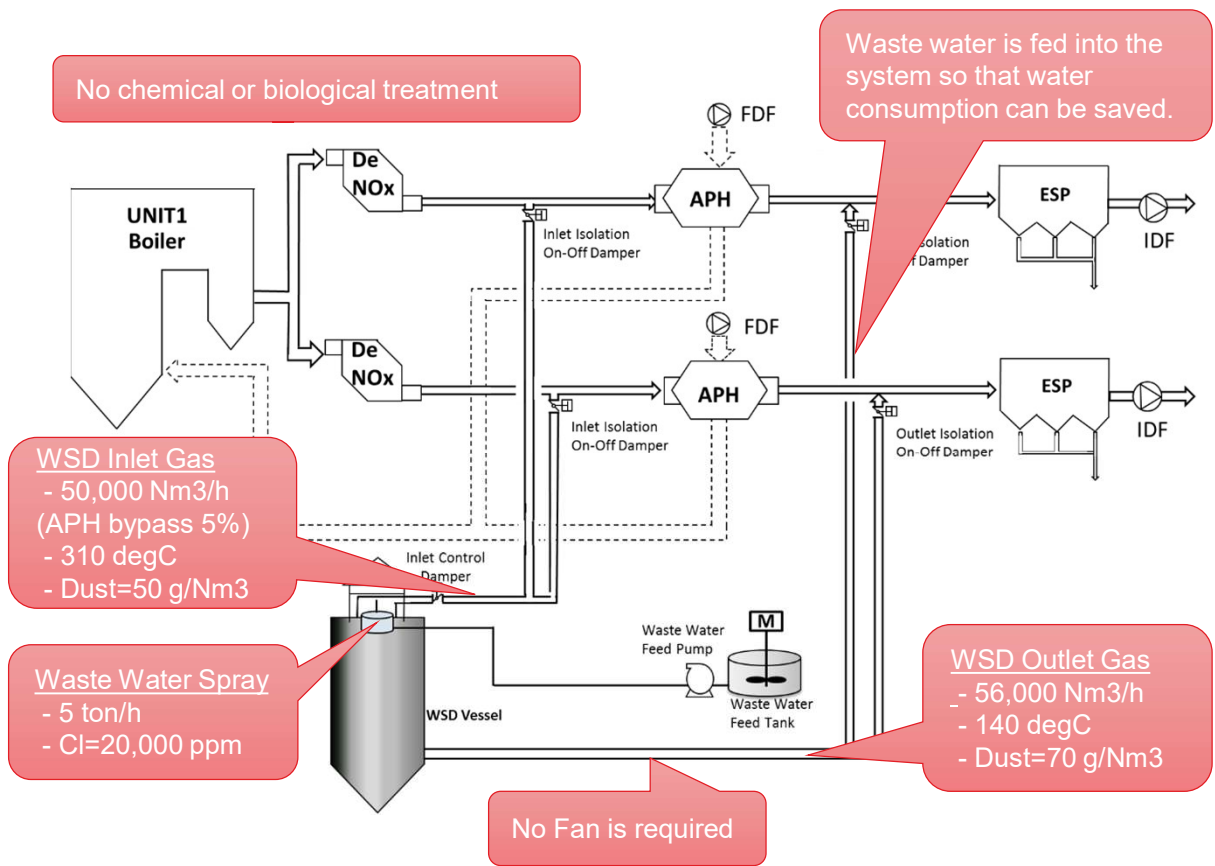 No chemical or biological treatment
Waste water is fed into the
system so that water
consumption can be saved.
FDF
De
NOx
APH
ESP
IDF
UNIT1
Boiler
Inlet Isolation
On-Off Damper
Isolation
Damper
FDF
De
NOx
APH
ESP
IDF
Inlet Isolation
On-Off Damper
Outlet Isolation
On-Off Damper
WSD Inlet Gas
- 50,000 Nm3/h
(APH bypass 5%)
- 310 degC
- Dust=50 g/Nm3
Inlet Control
Damper
Waste Water Spray
- 5 ton/h
- Cl=20,000 ppm
WSD Vessel
Waste Water
Feed Pump
M
Waste Water
Feed Tank
WSD Outlet Gas
- 56,000 Nm3/h
- 140 degC
- Dust=70 g/Nm3
No Fan is required